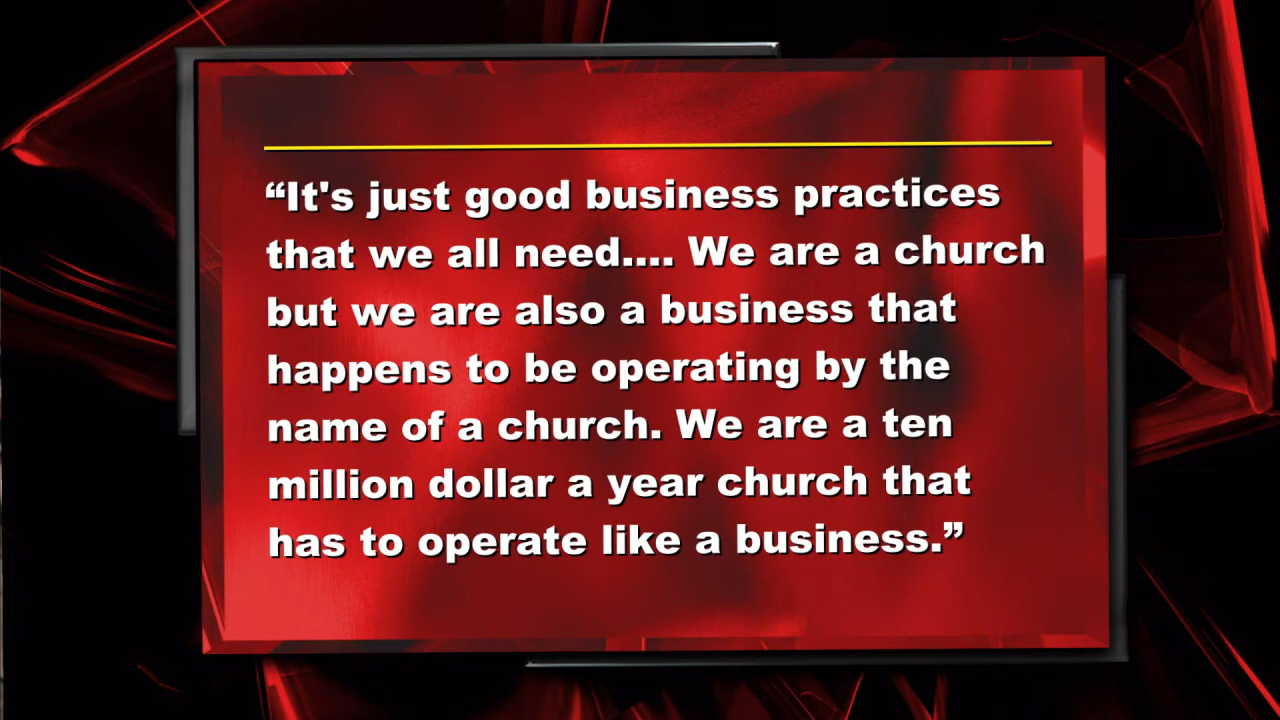 “It's just good business practices
that we all need.... We are a church
but we are also a business that
happens to be operating by the
name of a church. We are a ten
million dollar a year church that
has to operate like a business.”